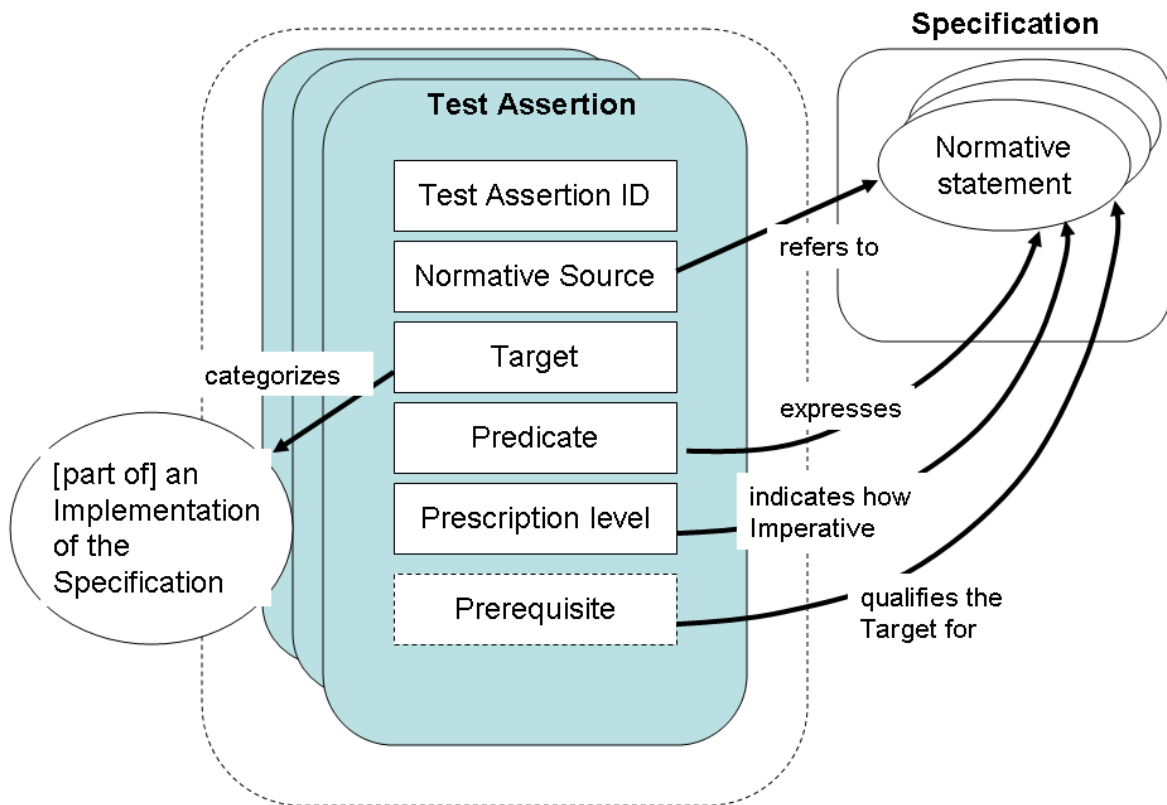 Specification
Normative
statement
Test Assertion
Test Assertion ID
Normative Source
refers to
Target
categorizes
Predicate
expresses
[part of] an
Implementation
of the
Specification
Prescription level
indicates how
Imperative
Prerequisite
qualifies the
Target for